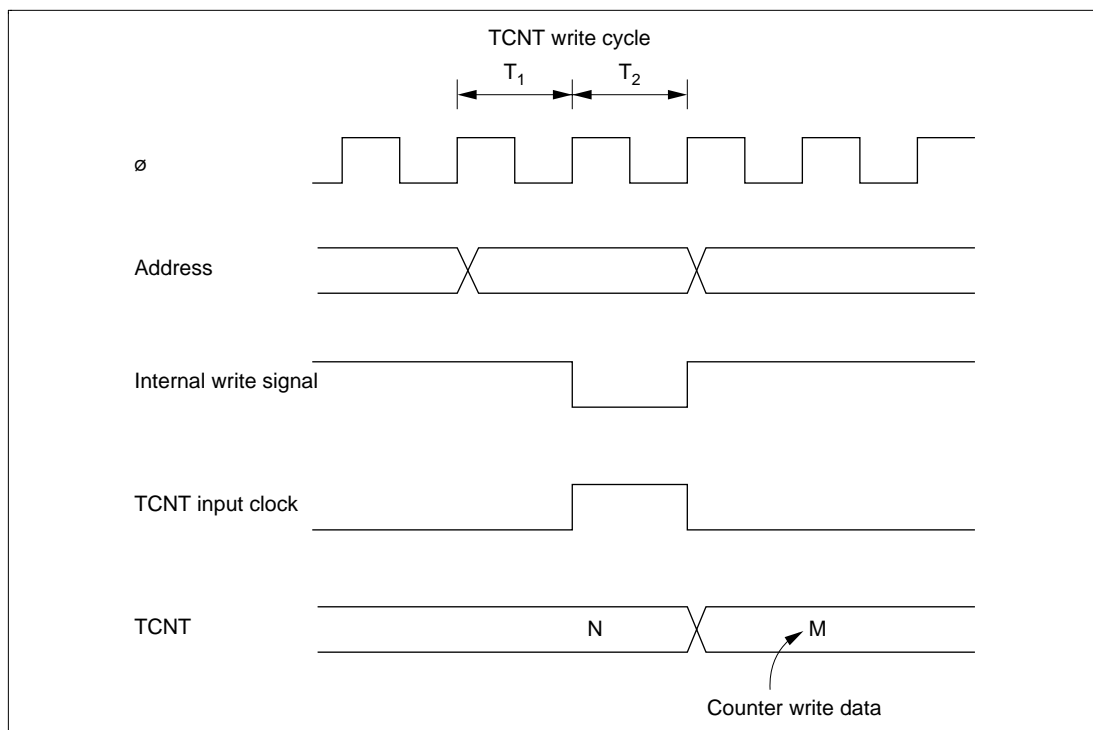 TCNT write cycle
T1 T2
ø
Address
Internal write signal
TCNT input clock
TCNT N M
Counter write data